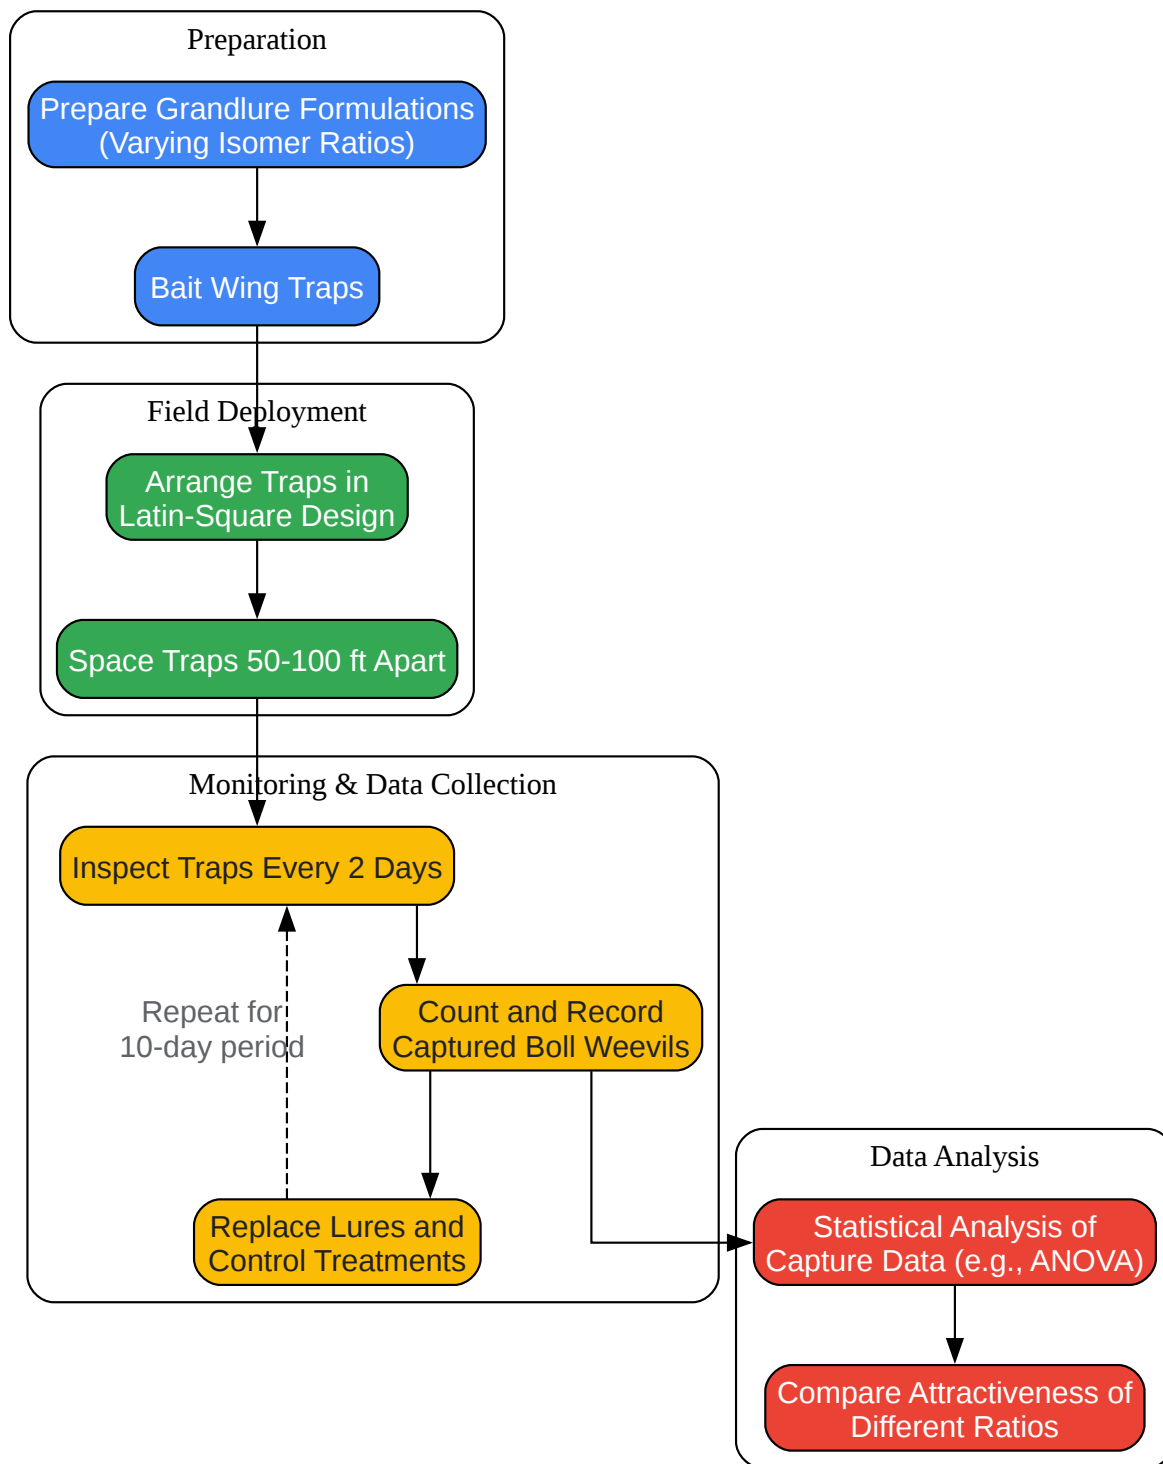 Preparation
Prepare Grandlure Formulations
(Varying Isomer Ratios)
Bait Wing Traps
Field Deployment
Arrange Traps in
Latin-Square Design
Space Traps 50-100 ft Apart
Monitoring & Data Collection
Inspect Traps Every 2 Days
Repeat for
10-day period
Count and Record
Captured Boll Weevils
Replace Lures and
Control Treatments
Data Analysis
Statistical Analysis of
Capture Data (e.g., ANOVA)
Compare Attractiveness of
Different Ratios